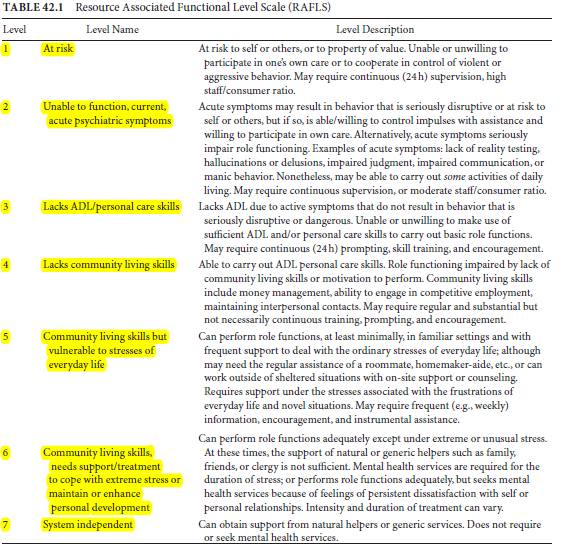 TABLE 42.1 Resource Associated Functional Level Scale (RAFLS)
Level Level Name Level Description
1 At risk At risk to self or others, or to property of value. Unable or unwilling to
participate in one's own care or to cooperate in control of violent or
aggressive behavior. May require continuous (24 h) supervision, high
staff/consumer ratio.
2 Unable to function, current, Acute symptoms may result in behavior that is seriously disruptive or at risk to
acute psychiatric symptoms self or others, but if so, is able/willing to control impulses with assistance and
willing to participate in own care. Alternatively, acute symptoms seriously
impair role functioning. Examples of acute symptoms: lack of reality testing,
hallucinations or delusions, impaired judgment, impaired communication, or
manic behavior. Nonetheless, may be able to carry out some activities of daily
living. May require continuous supervision, or moderate staff/consumer ratio.
3 Lacks ADL/personal care skills Lacks ADL due to active symptoms that do not result in behavior that is
seriously disruptive or dangerous. Unable or unwilling to make use of
sufficient ADL and/or personal care skills to carry out basic role functions.
May require continuous (24 h) prompting, skill training, and encouragement.
4 Lacks community living skills Able to carry out ADL personal care skills. Role functioning impaired by lack of
community living skills or motivation to perform. Community living skills
include money management, ability to engage in competitive employment,
maintaining interpersonal contacts. May require regular and substantial but
not necessarily continuous training, prompting, and encouragement.
5 Community living skills but Can perform role functions, at least minimally, in familiar settings and with
vulnerable to stresses of frequent support to deal with the ordinary stresses of everyday life; although
everyday life may need the regular assistance of a roommate, homemaker-aide, etc., or can
work outside of sheltered situations with on-site support or counseling.
Requires support under the stresses associated with the frustrations of
everyday life and novel situations. May require frequent (e.g., weekly)
information, encouragement, and instrumental assistance.
Can perform role functions adequately except under extreme or unusual stress.
6 Community living skills, At these times, the support of natural or generic helpers such as family,
needs support/treatment friends, or clergy is not sufficient. Mental health services are required for the
to cope with extreme stress or duration of stress; or performs role functions adequately, but seeks mental
maintain or enhance health services because of feelings of persistent dissatisfaction with self or
personal development personal relationships. Intensity and duration of treatment can vary.
7 System independent Can obtain support from natural helpers or generic services. Does not require
or seek mental health services.